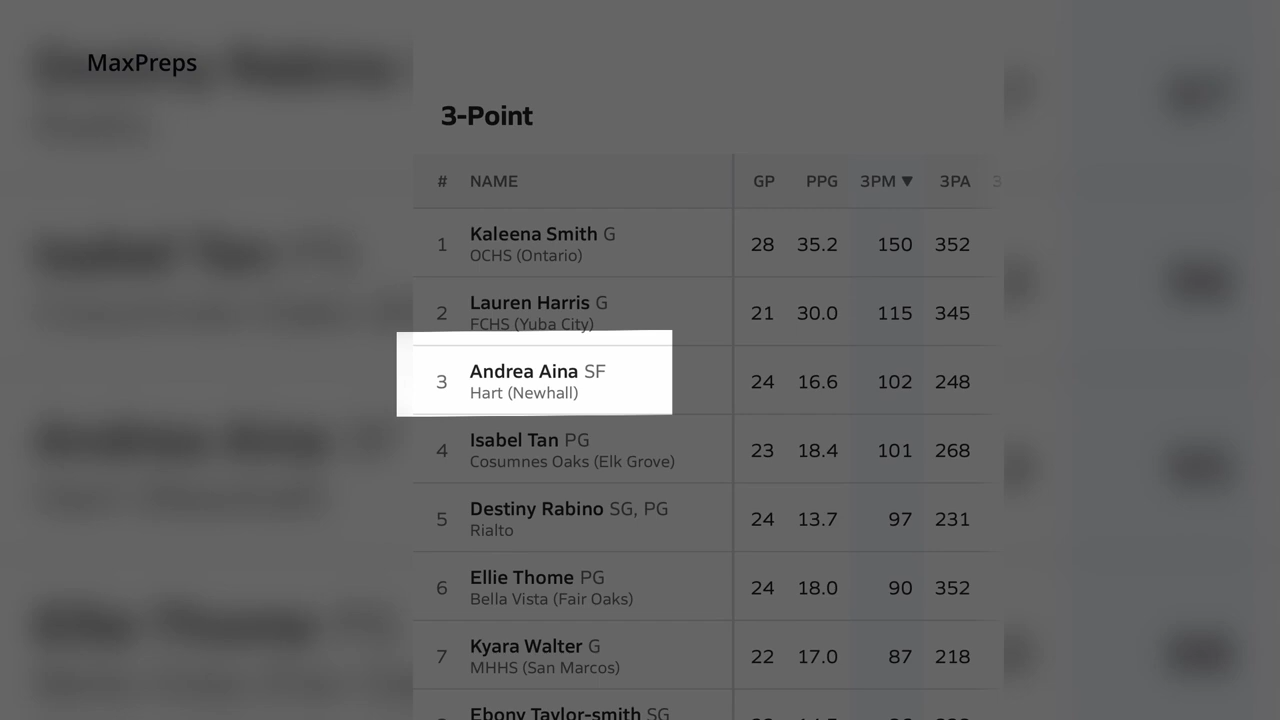 MaxPreps
3-Point
# NAME GP PPG 3PM ▼ 3PA 3
1 Kaleena Smith G 28 35.2 150 352
OCHS (Ontario)
2 Lauren Harris G 21 30.0 115 345
FCHS (Yuba City)
3 Andrea Aina SF 24 16.6 102 248
Hart (Newhall)
4 Isabel Tan PG 23 18.4 101 268
Cosumnes Oaks (Elk Grove)
5 Destiny Rabino SG, PG 24 13.7 97 231
Rialto
6 Ellie Thome PG 24 18.0 90 352
Bella Vista (Fair Oaks)
7 Kyara Walter G 22 17.0 87 218
MHHS (San Marcos)
Ebony Taylor-smith SG